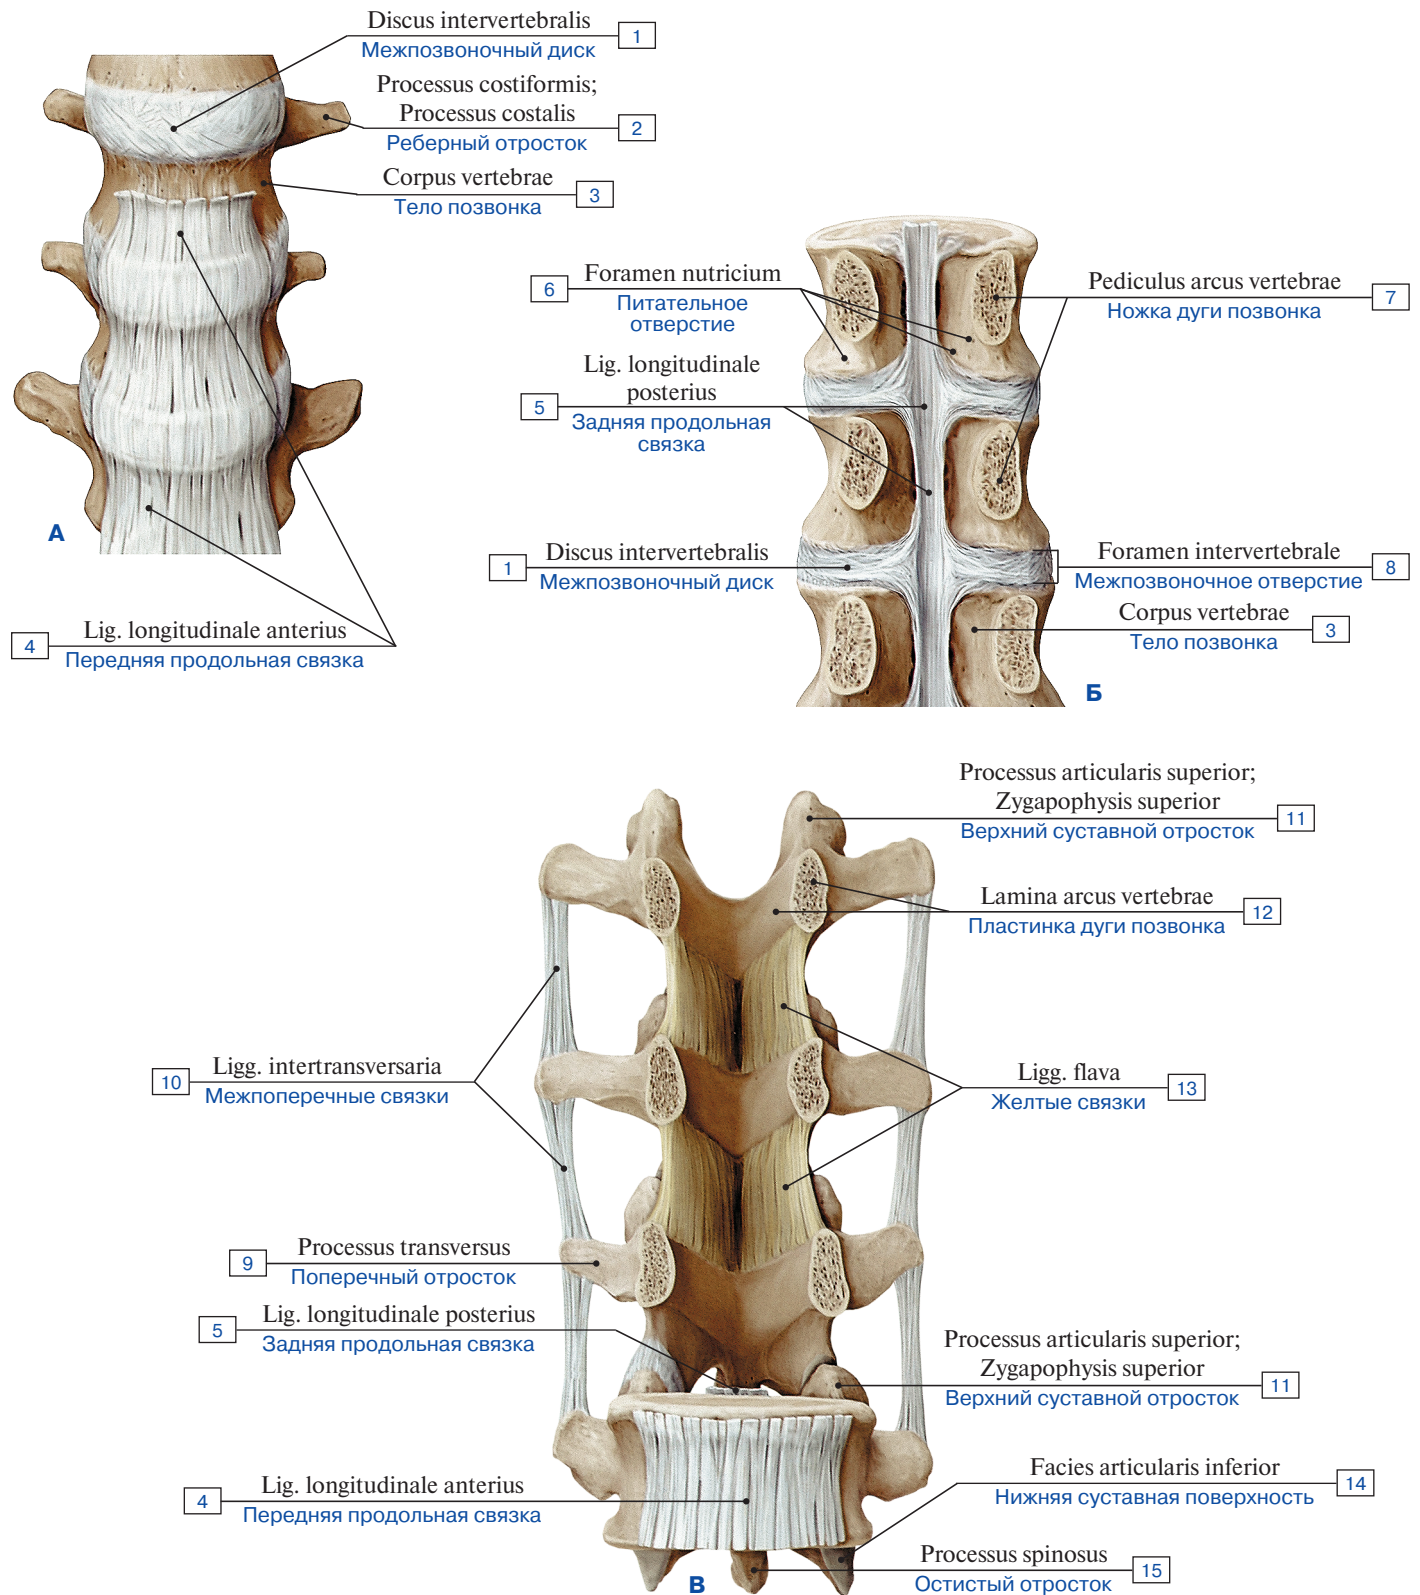 Discus intervertebralis
1
Межпозвоночный диск
Processus costiformis;
Processus costalis
2
Реберный отросток
Corpus vertebrae
3
Тело позвонка
А
4
Lig. longitudinale anterius
Передняя продольная связка
6
Foramen nutricium
Питательное
отверстие
Pediculus arcus vertebrae
7
Ножка дуги позвонка
Lig. longitudinale
posterius
5
Задняя продольная
связка
1
Discus intervertebralis
Межпозвоночный диск
Foramen intervertebrale
8
Межпозвоночное отверстие
Corpus vertebrae
3
Тело позвонка
Б
Processus articularis superior;
Zygapophysis superior
11
Верхний суставной отросток
Lamina arcus vertebrae
12
Пластинка дуги позвонка
10
Ligg. intertransversaria
Межпоперечные связки
Ligg. flava
13
Желтые связки
9
Processus transversus
Поперечный отросток
5
Lig. longitudinale posterius
Задняя продольная связка
Processus articularis superior;
Zygapophysis superior
11
Верхний суставной отросток
4
Lig. longitudinale anterius
Передняя продольная связка
Facies articularis inferior
14
Нижняя суставная поверхность
Processus spinosus
15
Остистый отросток
В